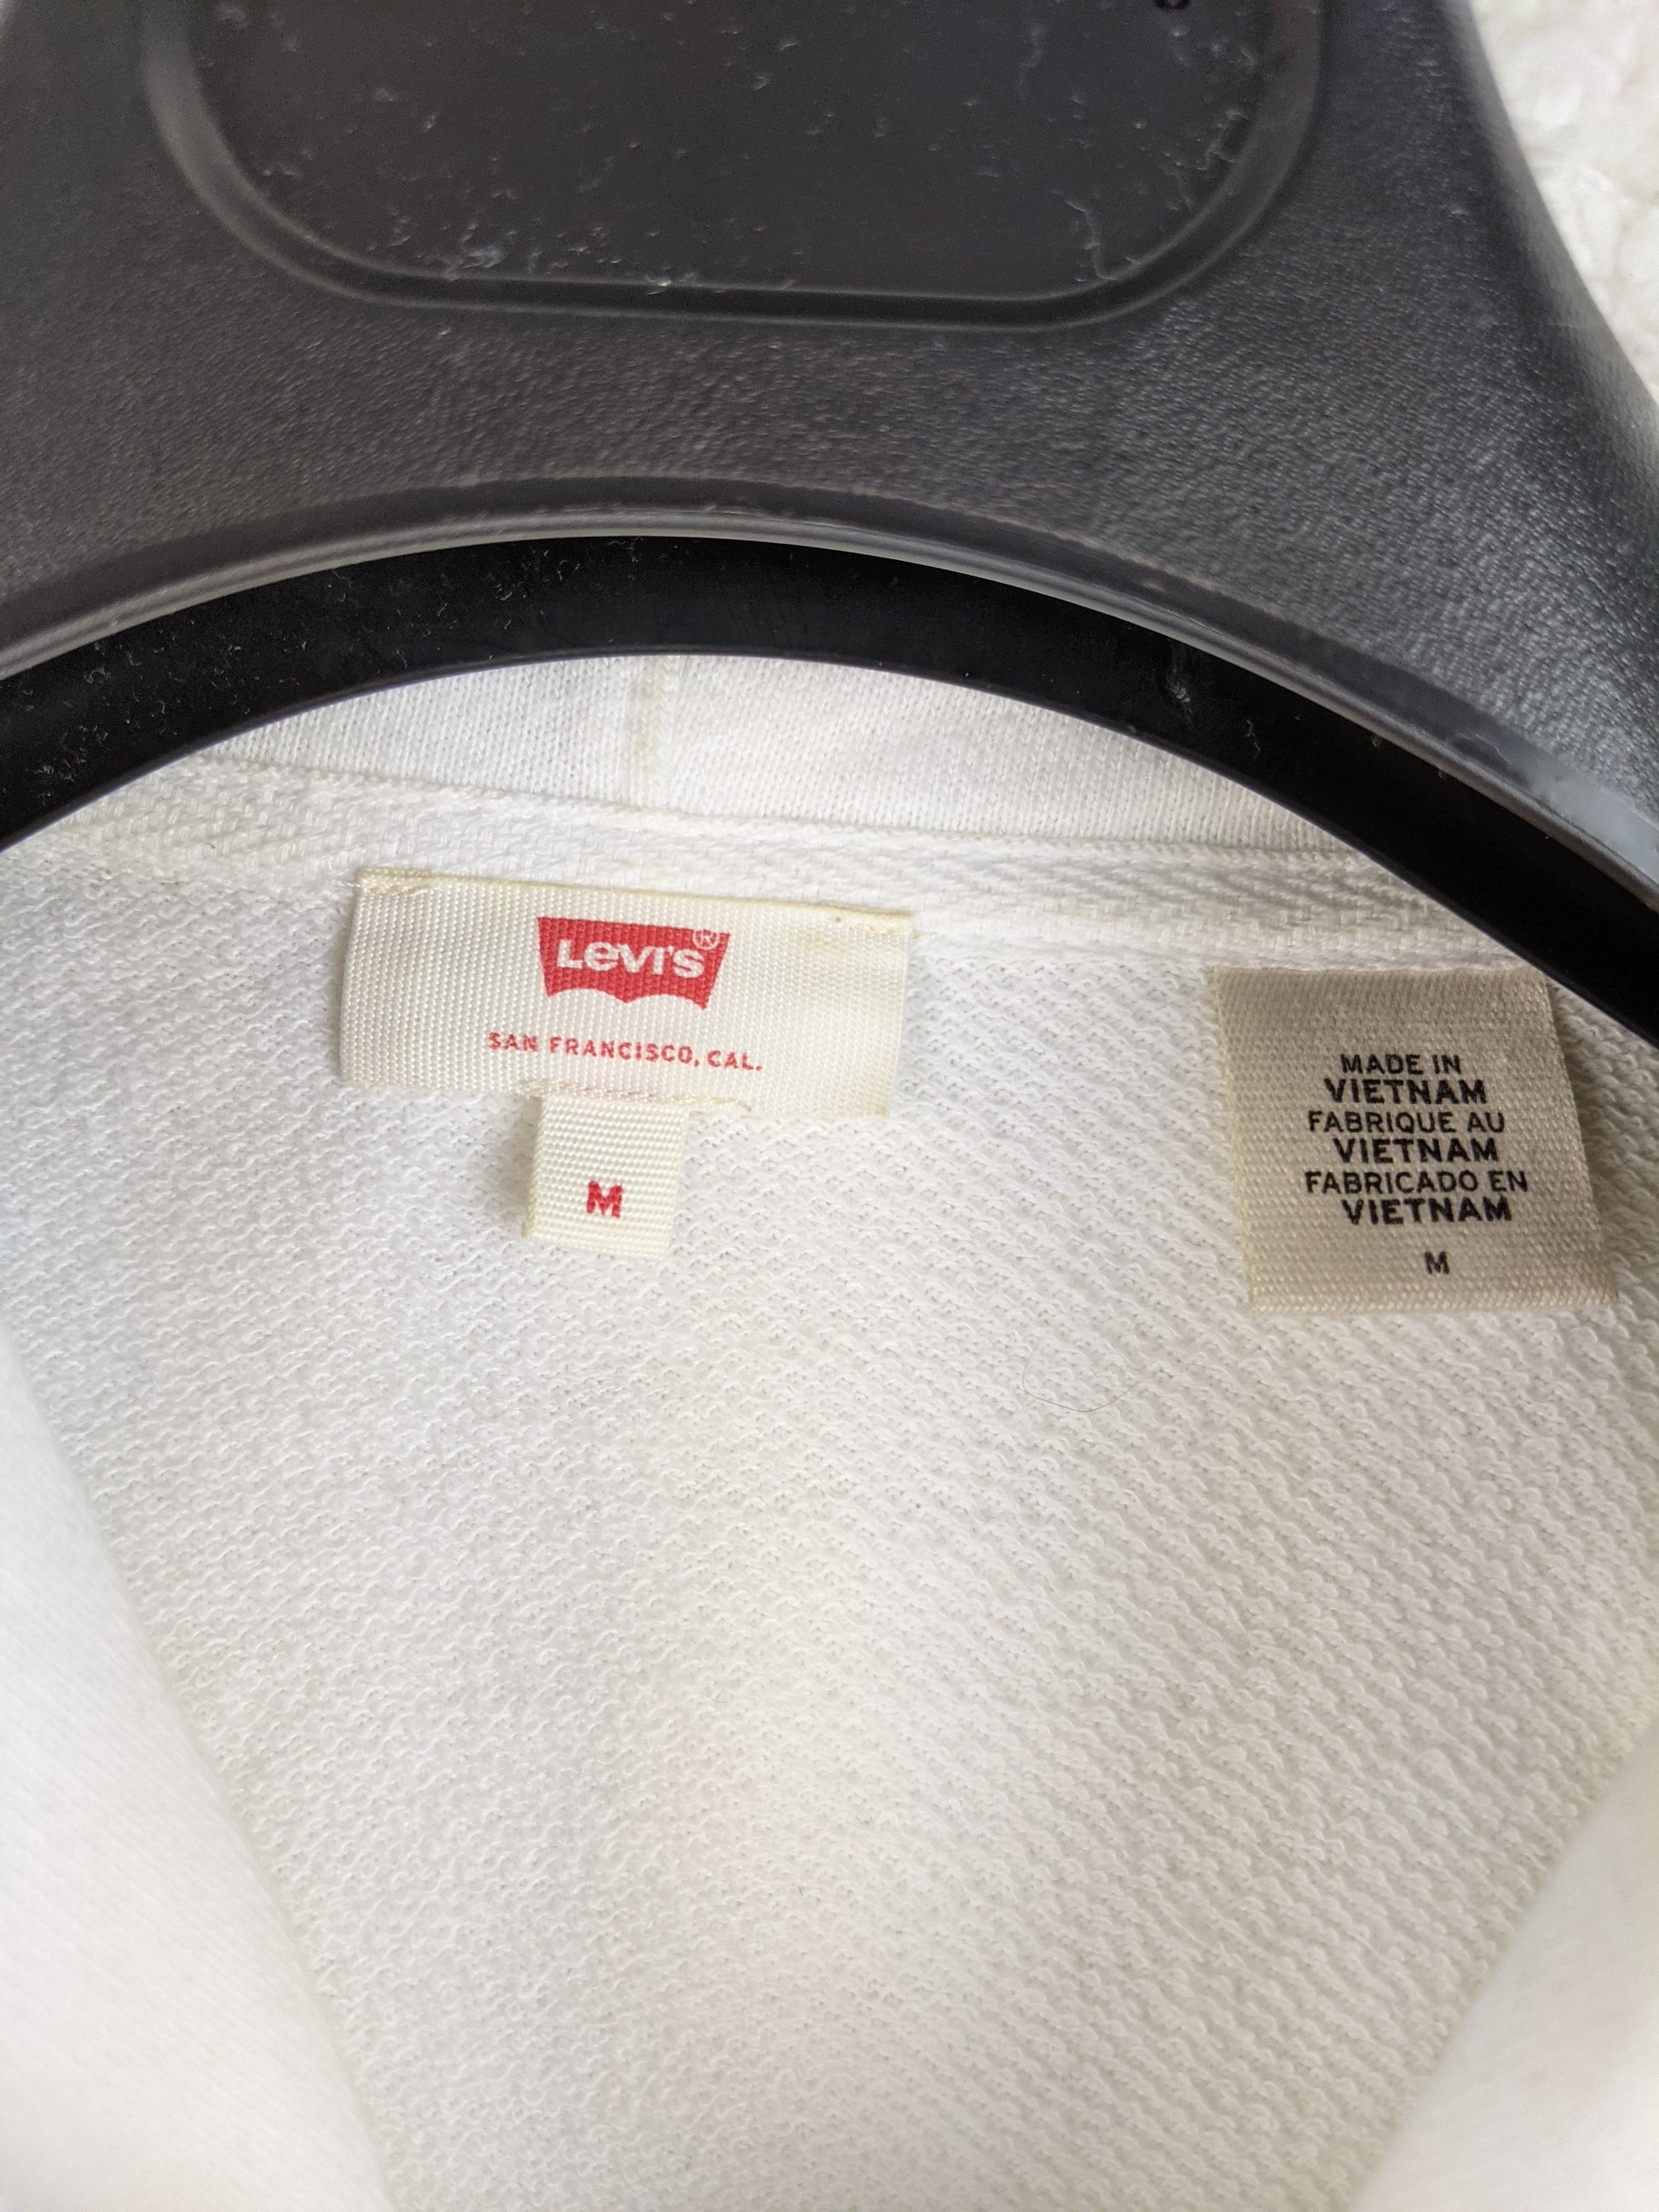 Levi's®
SAN FRANCISCO, CAL.
M
MADE IN
VIETNAM
FABRIQUE AU
VIETNAM
FABRICADO EN
VIETNAM
M